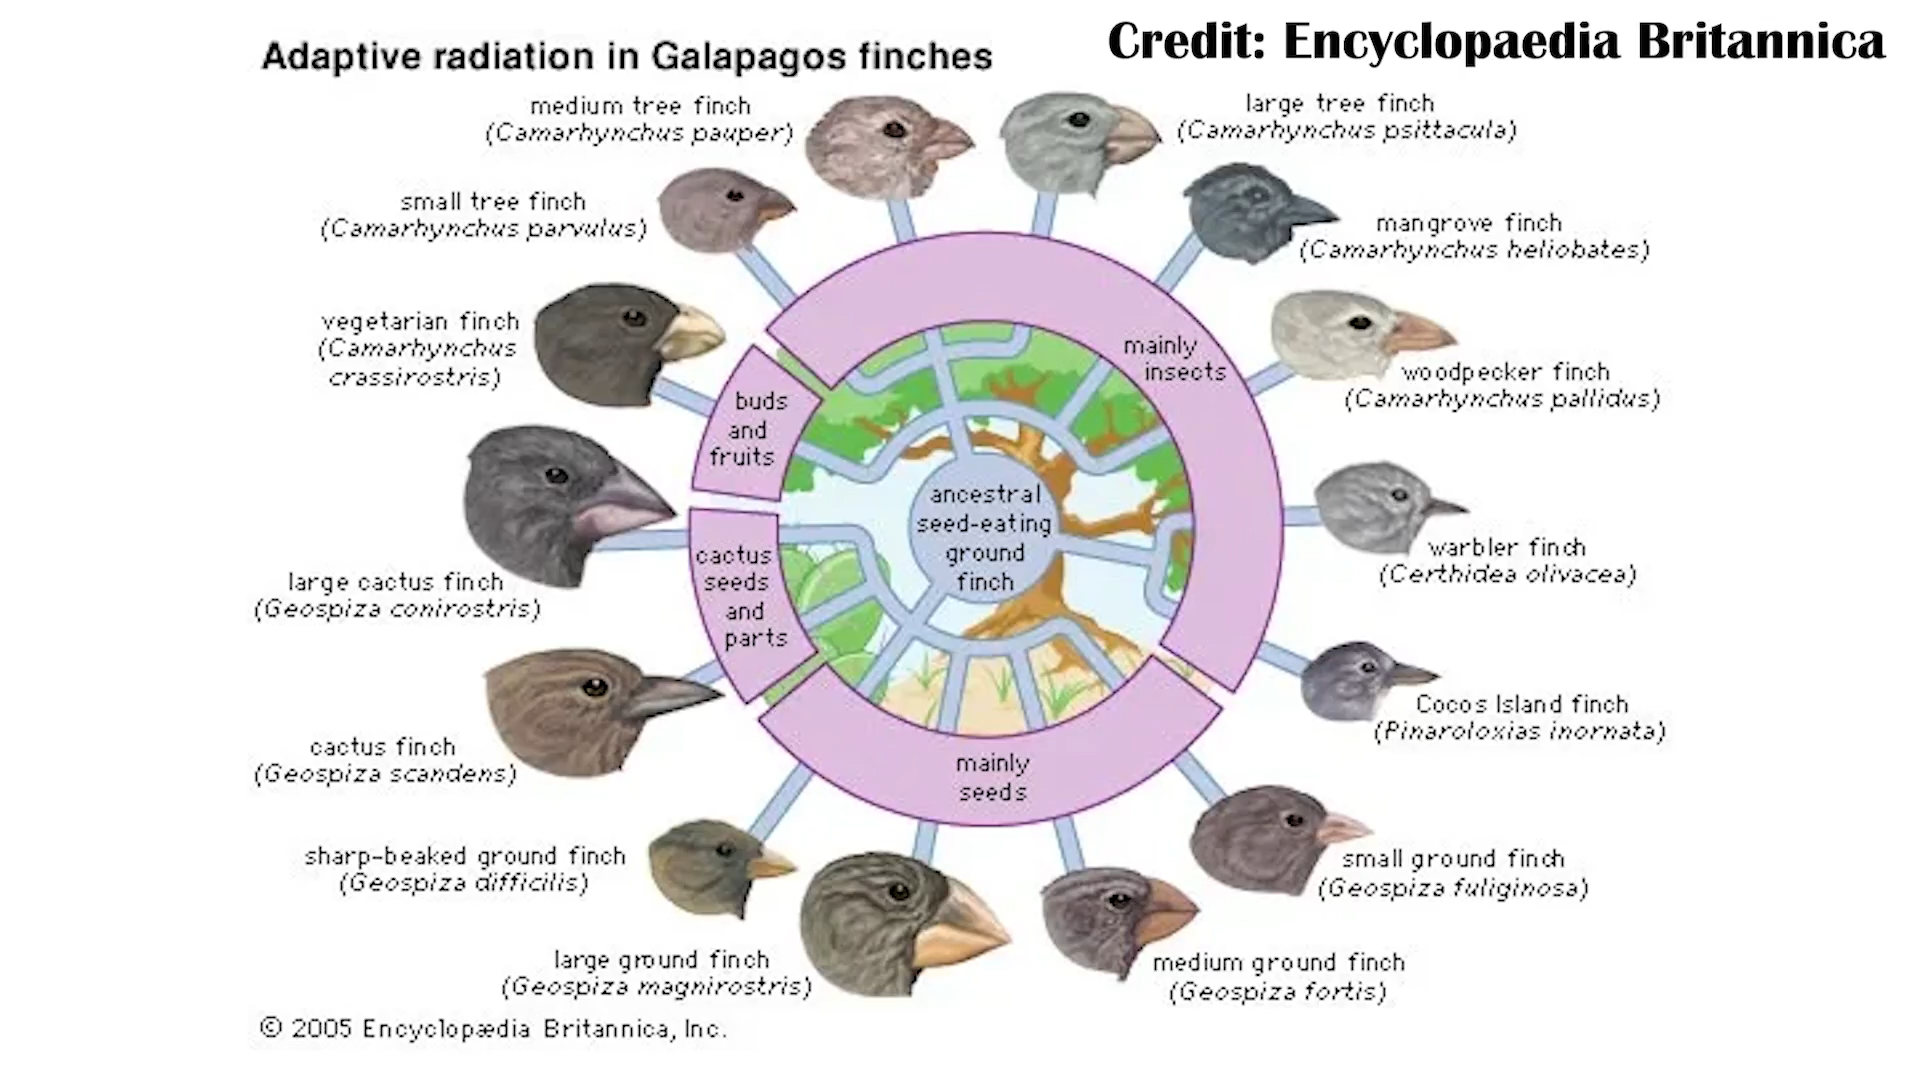 Adaptive radiation in Galapagos finches
Credit: Encyclopaedia Britannica
medium tree finch
(Camarhynchus pauper)
large tree finch
(Camarhynchus psittacula)
small tree finch
(Camarhynchus parvulus)
mangrove finch
(Camarhynchus heliobates)
vegetarian finch
(Camarhynchus
crassirostris)
woodpecker finch
(Camarhynchus pallidus)
mainly
insects
buds
and
fruits
ancestral
seed-eating
ground
finch
cactus
seeds
and
parts
warbler finch
(Certhidea olivacea)
large cactus finch
(Geospiza conirostris)
Cocos Island finch
(Pinaroloxias inornata)
cactus finch
(Geospiza scandens)
mainly
seeds
sharp-beaked ground finch
(Geospiza difficilis)
small ground finch
(Geospiza fuliginosa)
large ground finch
(Geospiza magnirostris)
medium ground finch
(Geospiza fortis)
© 2005 Encyclopædia Britannica, Inc.